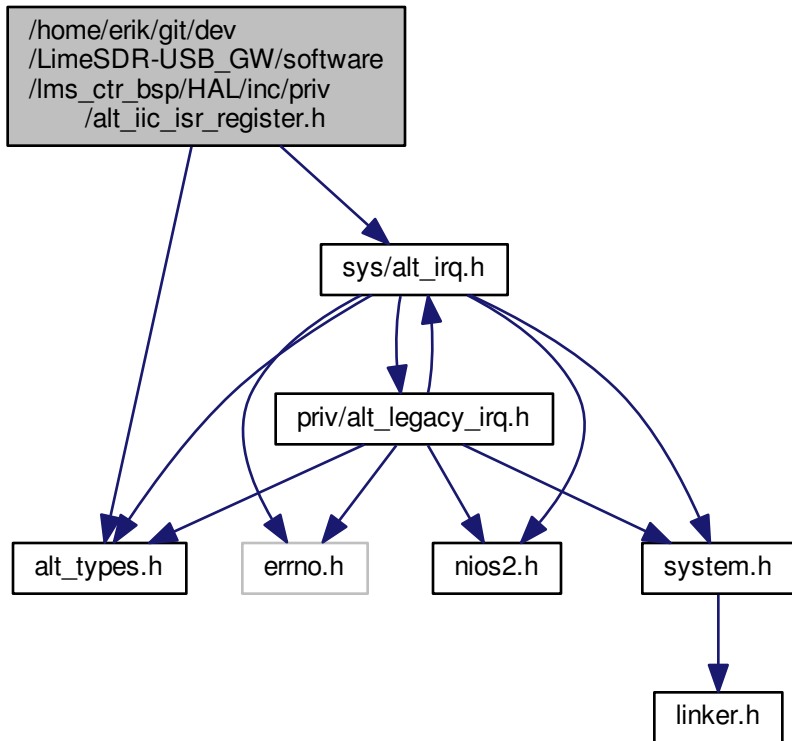 /home/erik/git/dev
/LimeSDR-USB_GW/software
/lms_ctr_bsp/HAL/inc/priv
/alt_iic_isr_register.h
sys/alt_irq.h
priv/alt_legacy_irq.h
alt_types.h
errno.h
nios2.h
system.h
linker.h